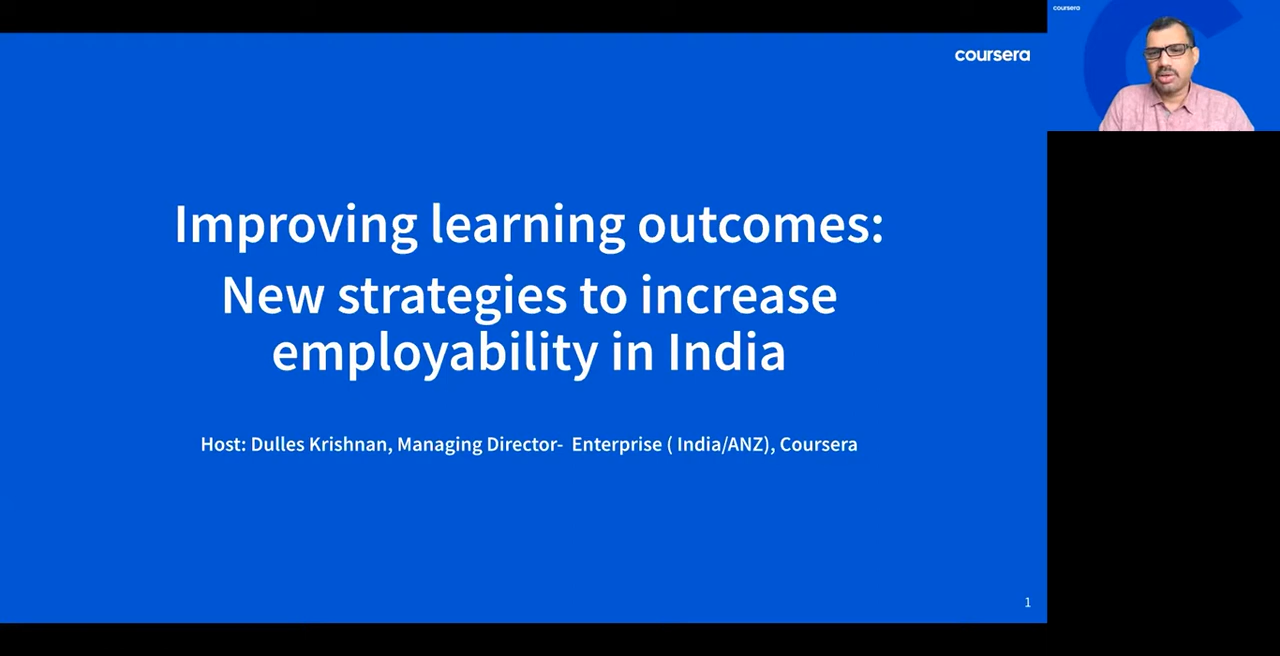 coursera
coursera
Improving learning outcomes:
New strategies to increase
employability in India
Host: Dulles Krishnan, Managing Director-  Enterprise ( India/ANZ), Coursera
1